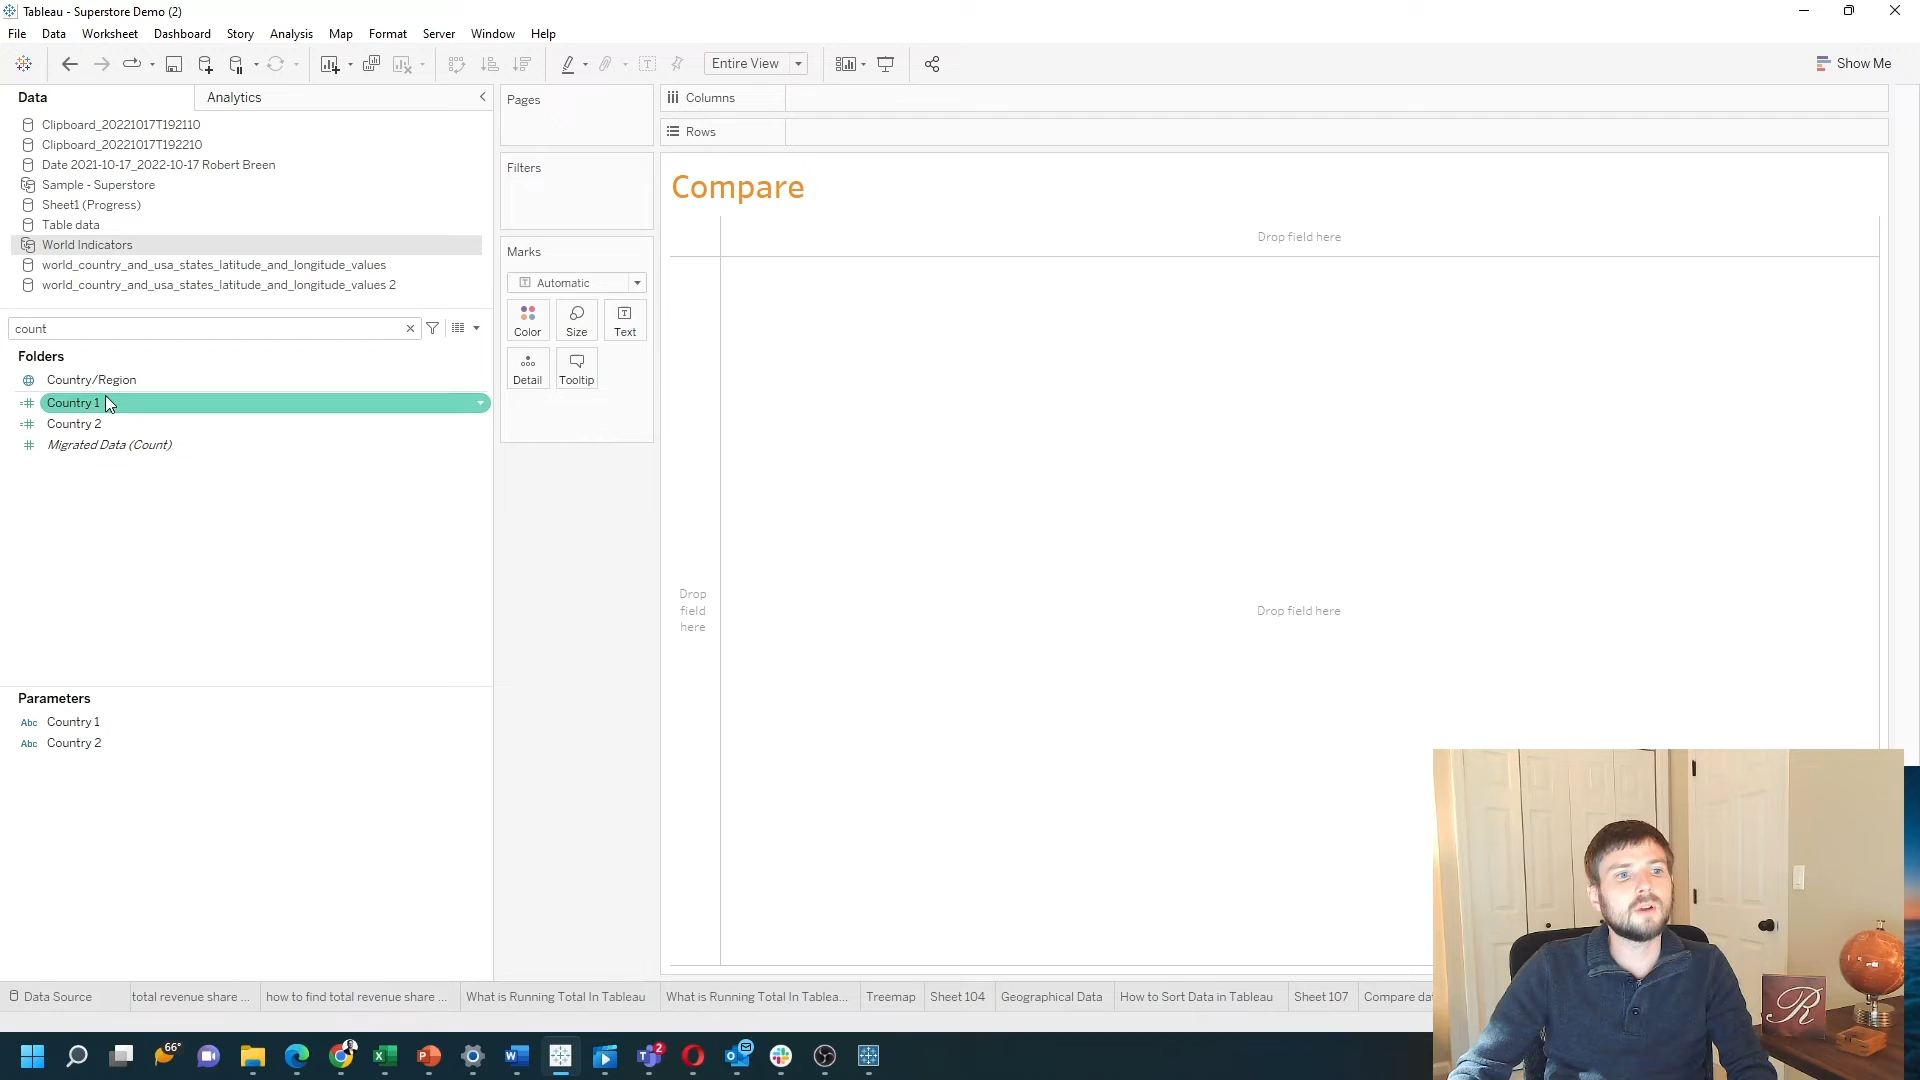 Tableau - Superstore Demo (2)
File Data Worksheet Dashboard Story Analysis Map Format Server Window Help
Entire View
Show Me
Data
Analytics
Clipboard_20221017T192110
Clipboard_20221017T192210
Date 2021-10-17_2022-10-17 Robert Breen
Sample - Superstore
Sheet1 (Progress)
Table data
World Indicators
world_country_and_usa_states_latitude_and_longitude_values
world_country_and_usa_states_latitude_and_longitude_values 2
count
Folders
Country/Region
Country 1
Country 2
Migrated Data (Count)
Parameters
Abc Country 1
Abc Country 2
Pages
Filters
Marks
Automatic
Color
Size
Text
Detail
Tooltip
Columns
Rows
Compare
Drop field here
Drop
field
here
Drop field here
Data Source
total revenue share ...
how to find total revenue share ...
What is Running Total In Tableau
What is Running Total In Tablea...
Treemap
Sheet 104
Geographical Data
How to Sort Data in Tableau
Sheet 107
Compare da
66°
2
R